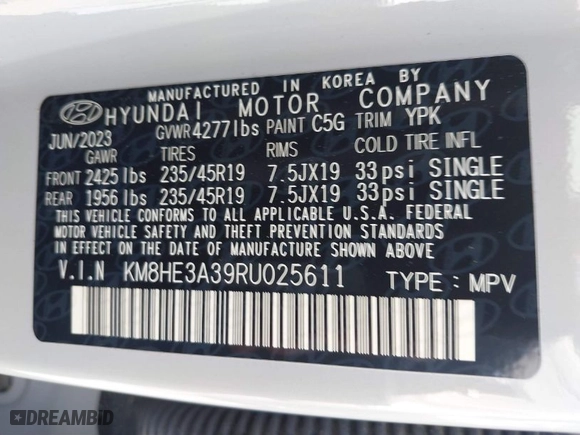 MANUFACTURED IN KOREA BY
HYUNDAI MOTOR COMPANY
JUN/2023 GVWR 4277lbs PAINT C5G TRIM YPK
GAWR TIRES RIMS COLD TIRE INFL
FRONT 2425 lbs 235/45R19 7.5JX19 33psi SINGLE
REAR 1956 lbs 235/45R19 7.5JX19 33psi SINGLE
THIS VEHICLE CONFORMS TO ALL APPLICABLE U.S.A. FEDERAL
MOTOR VEHICLE SAFETY AND THEFT PREVENTION STANDARDS
IN EFFECT ON THE DATE OF MANUFACTURE SHOWN ABOVE.
V.I.N KM8HE3A39RU025611 TYPE : MPV
DREAMBID